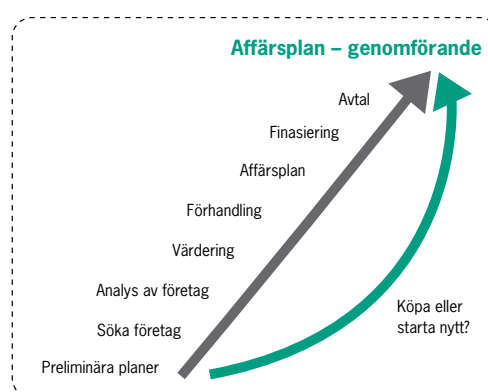 Affärsplan – genomförande
Avtal
Finasiering
Affärsplan
Förhandling
Värdering
Analys av företag
Söka företag
Preliminära planer
Köpa eller
starta nytt?